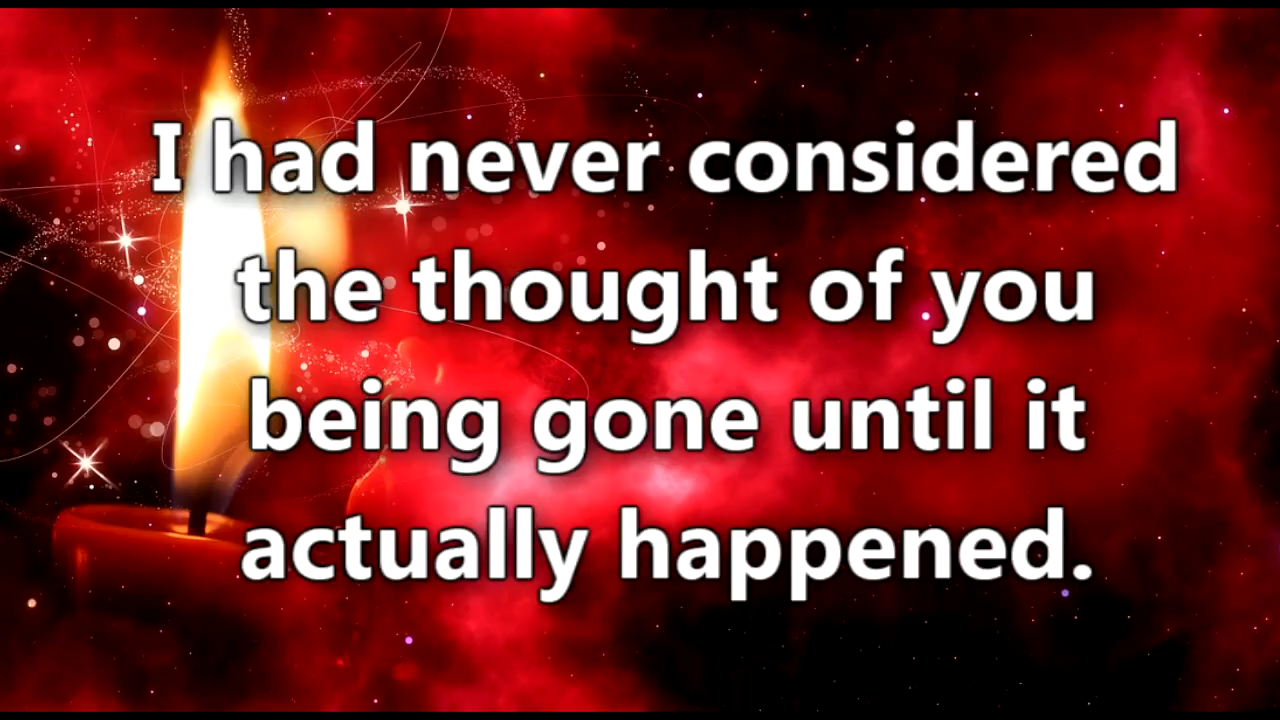 I had never considered
the thought of you
being gone until it
actually happened.